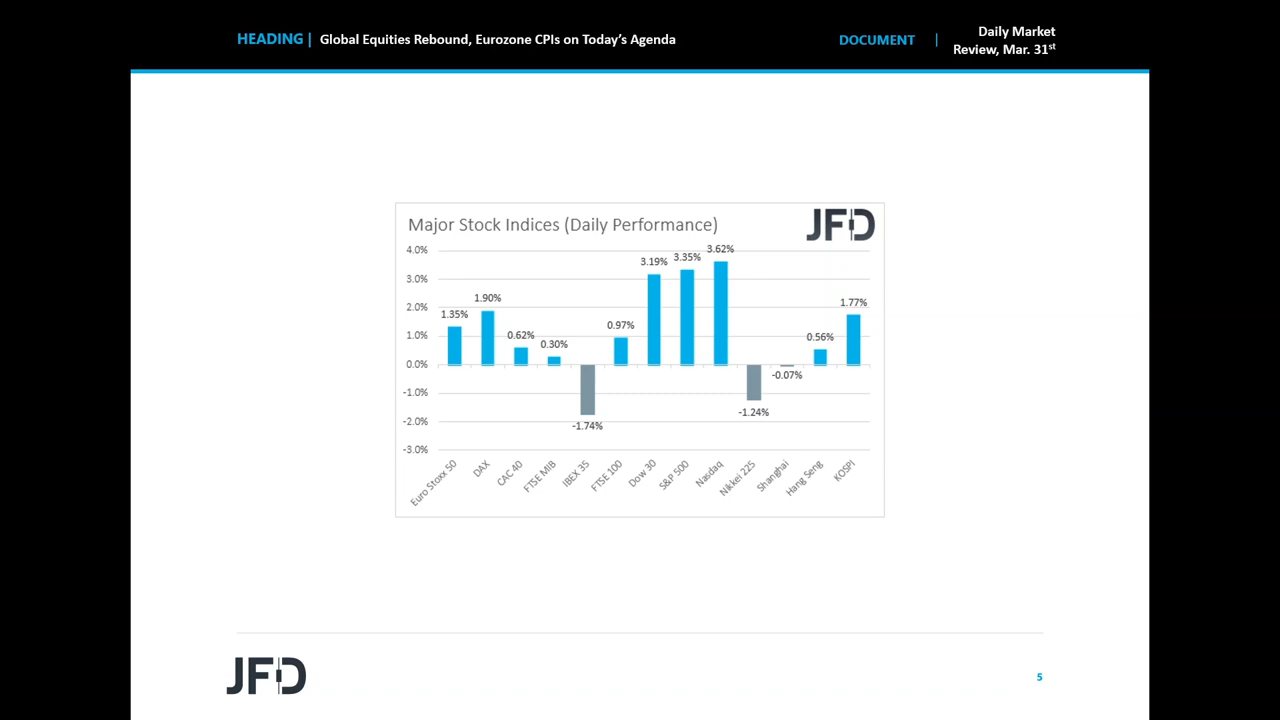 HEADING | Global Equities Rebound, Eurozone CPIs on Today's Agenda
DOCUMENT |
Daily Market
Review, Mar. 31st
Major Stock Indices (Daily Performance)
JFD
4.0%
3.0%
2.0%
1.0%
0.0%
-1.0%
-2.0%
-3.0%
1.35%
1.90%
0.62%
0.30%
-1.74%
0.97%
3.19%
3.35%
3.62%
-1.24%
-0.07%
0.56%
1.77%
Euro Stoxx 50
DAX
CAC 40
FTSE MIB
IBEX 35
FTSE 100
Dow 30
S&P 500
Nasdaq
Nikkei 225
Shanghai
Hang Seng
KOSPI
JFD
5